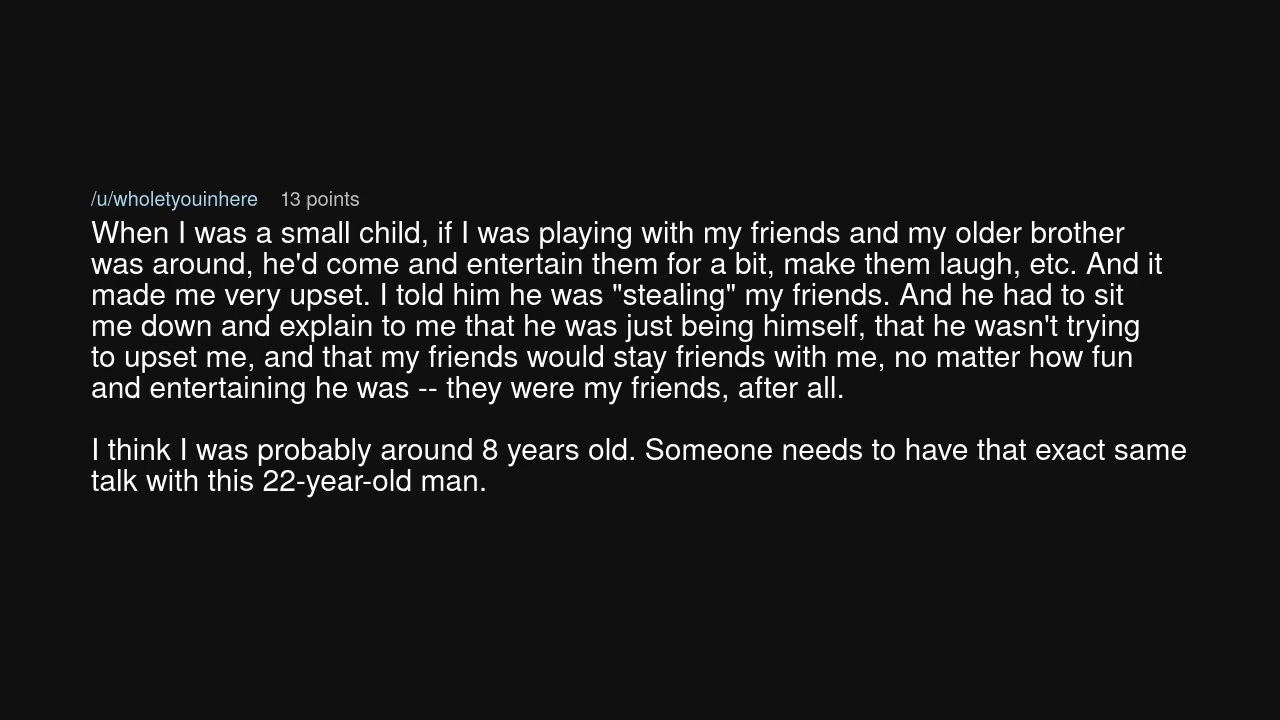 /u/wholetyouinhere 13 points
When I was a small child, if I was playing with my friends and my older brother
was around, he'd come and entertain them for a bit, make them laugh, etc. And it
made me very upset. I told him he was "stealing" my friends. And he had to sit
me down and explain to me that he was just being himself, that he wasn't trying
to upset me, and that my friends would stay friends with me, no matter how fun
and entertaining he was -- they were my friends, after all.
I think I was probably around 8 years old. Someone needs to have that exact same
talk with this 22-year-old man.